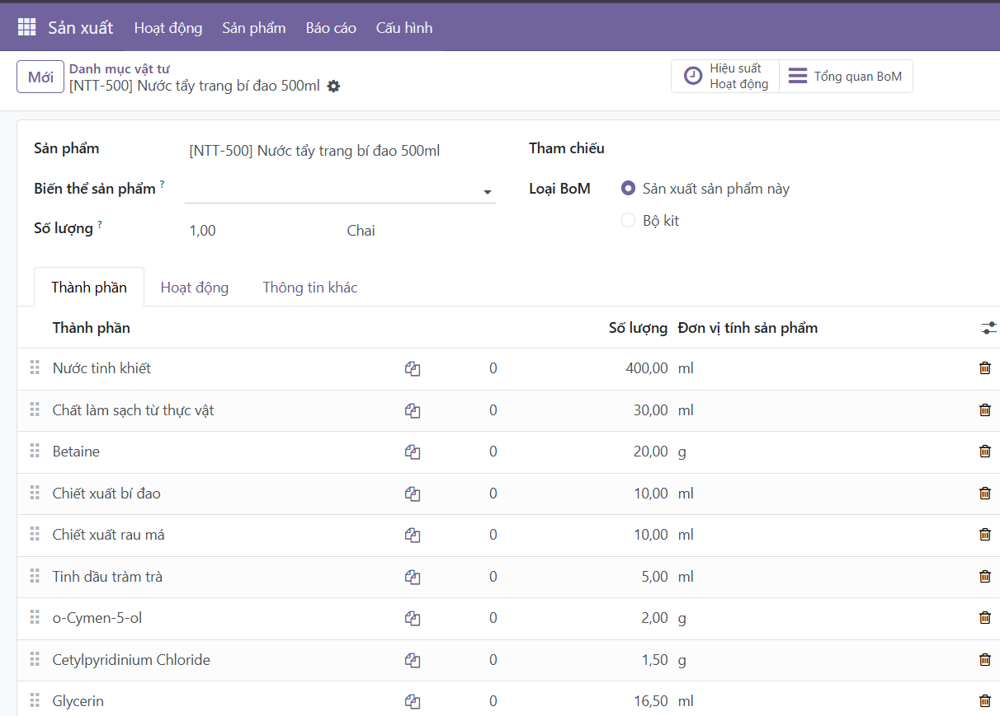 Sản xuất Hoạt động Sản phẩm Báo cáo Cấu hình
Mới
Danh mục vật tư
[NTT-500] Nước tẩy trang bí đao 500ml
Hiệu suất
Hoạt động
Tổng quan BoM
Sản phẩm [NTT-500] Nước tẩy trang bí đao 500ml
Tham chiếu
Biến thể sản phẩm ?
Loại BoM Sản xuất sản phẩm này
Bộ kit
Số lượng ? 1,00 Chai
Thành phần Hoạt động Thông tin khác
Thành phần Số lượng Đơn vị tính sản phẩm
Nước tinh khiết 0 400,00 ml
Chất làm sạch từ thực vật 0 30,00 ml
Betaine 0 20,00 g
Chiết xuất bí đao 0 10,00 ml
Chiết xuất rau má 0 10,00 ml
Tinh dầu tràm trà 0 5,00 ml
o-Cymen-5-ol 0 2,00 g
Cetylpyridinium Chloride 0 1,50 g
Glycerin 0 16,50 ml